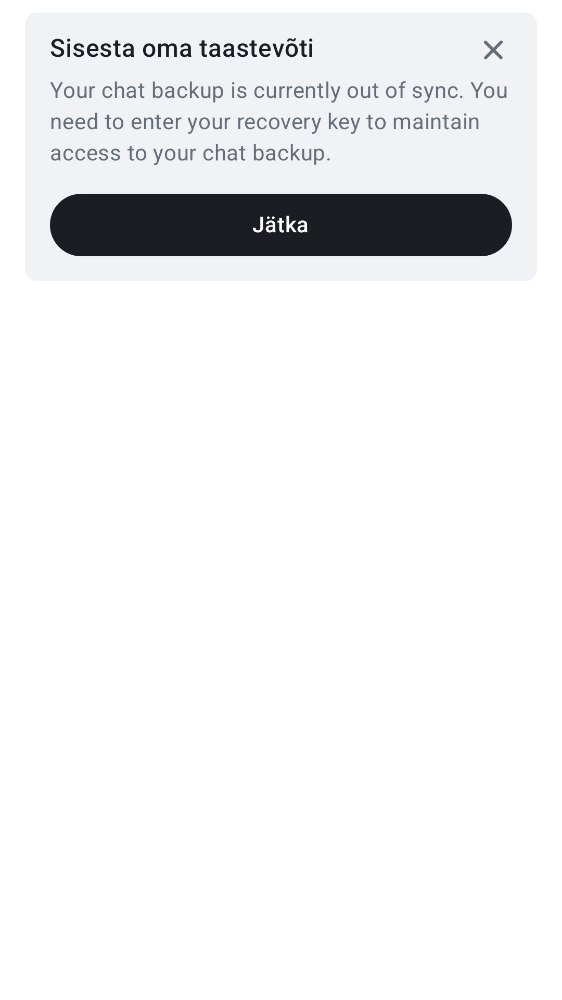 Sisesta oma taastevõti
Your chat backup is currently out of sync. You
need to enter your recovery key to maintain
access to your chat backup.
Jätka